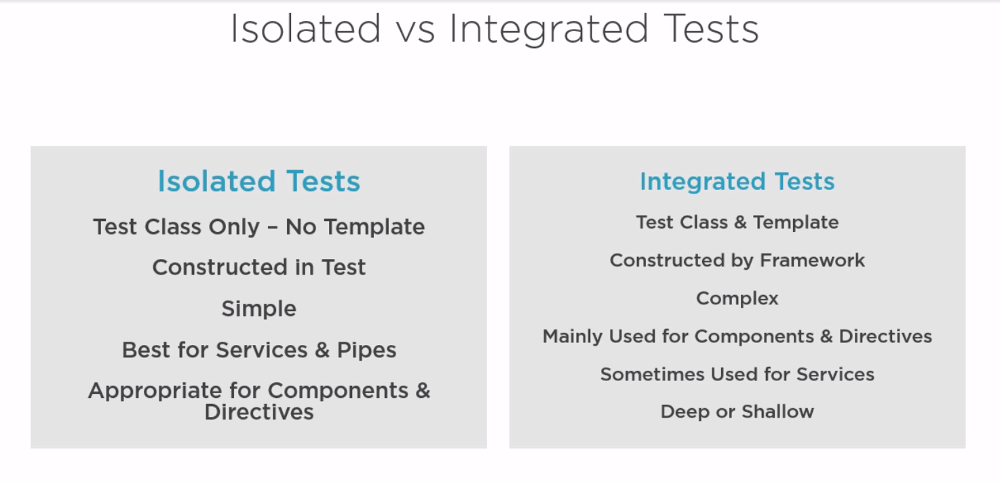 Isolated vs Integrated Tests
Isolated Tests
Test Class Only – No Template
Constructed in Test
Simple
Best for Services & Pipes
Appropriate for Components &
Directives
Integrated Tests
Test Class & Template
Constructed by Framework
Complex
Mainly Used for Components & Directives
Sometimes Used for Services
Deep or Shallow